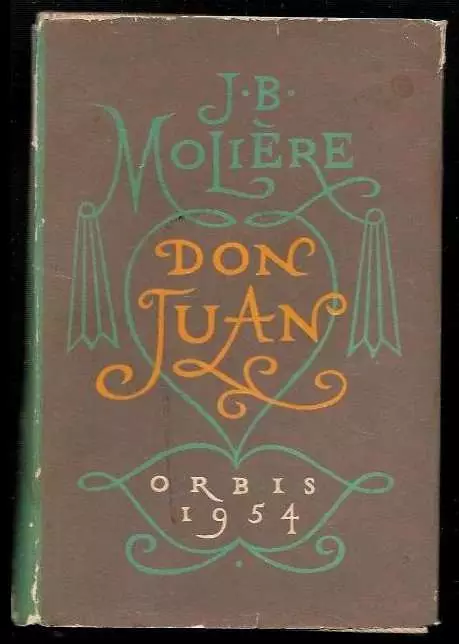 J·B·
MOLIÈRE
DON
JUAN
ORBIS
1954